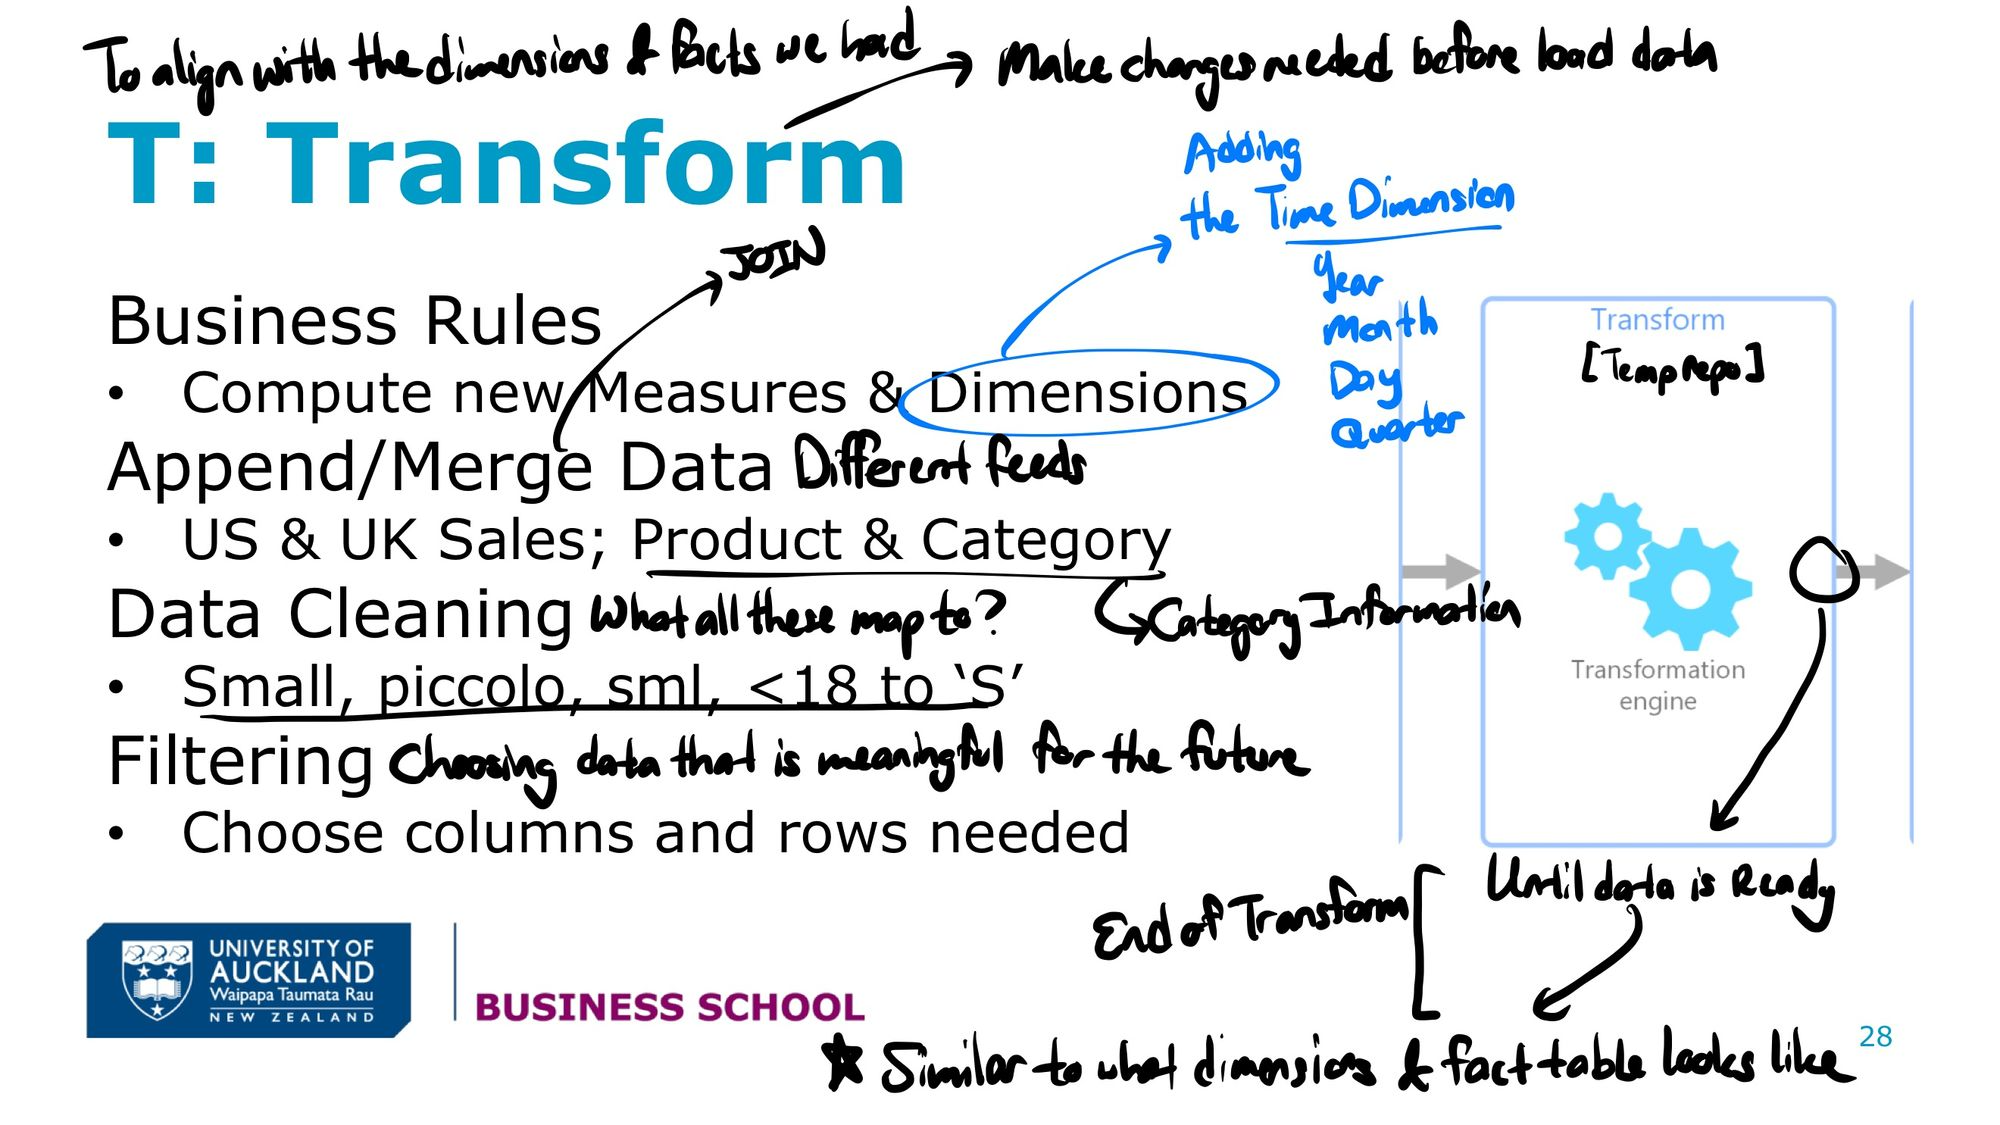 To align with the dimensions & facts we had
Make changes needed before load data
T: Transform
Adding
the Time Dimension
Year
Month
Day
Quarter
JOIN
Business Rules
• Compute new Measures & Dimensions
Append/Merge Data Different feeds
• US & UK Sales; Product & Category
Category Information
Data Cleaning What all these map to?
• Small, piccolo, sml, <18 to ‘S’
Filtering Choosing data that is meaningful for the future
• Choose columns and rows needed
Transform
[Temp Repo]
Transformation
engine
Until data is Ready
End of Transform
★ Similar to what dimensions & fact table looks like
UNIVERSITY OF
AUCKLAND
Waipapa Taumata Rau
NEW ZEALAND
BUSINESS SCHOOL
28